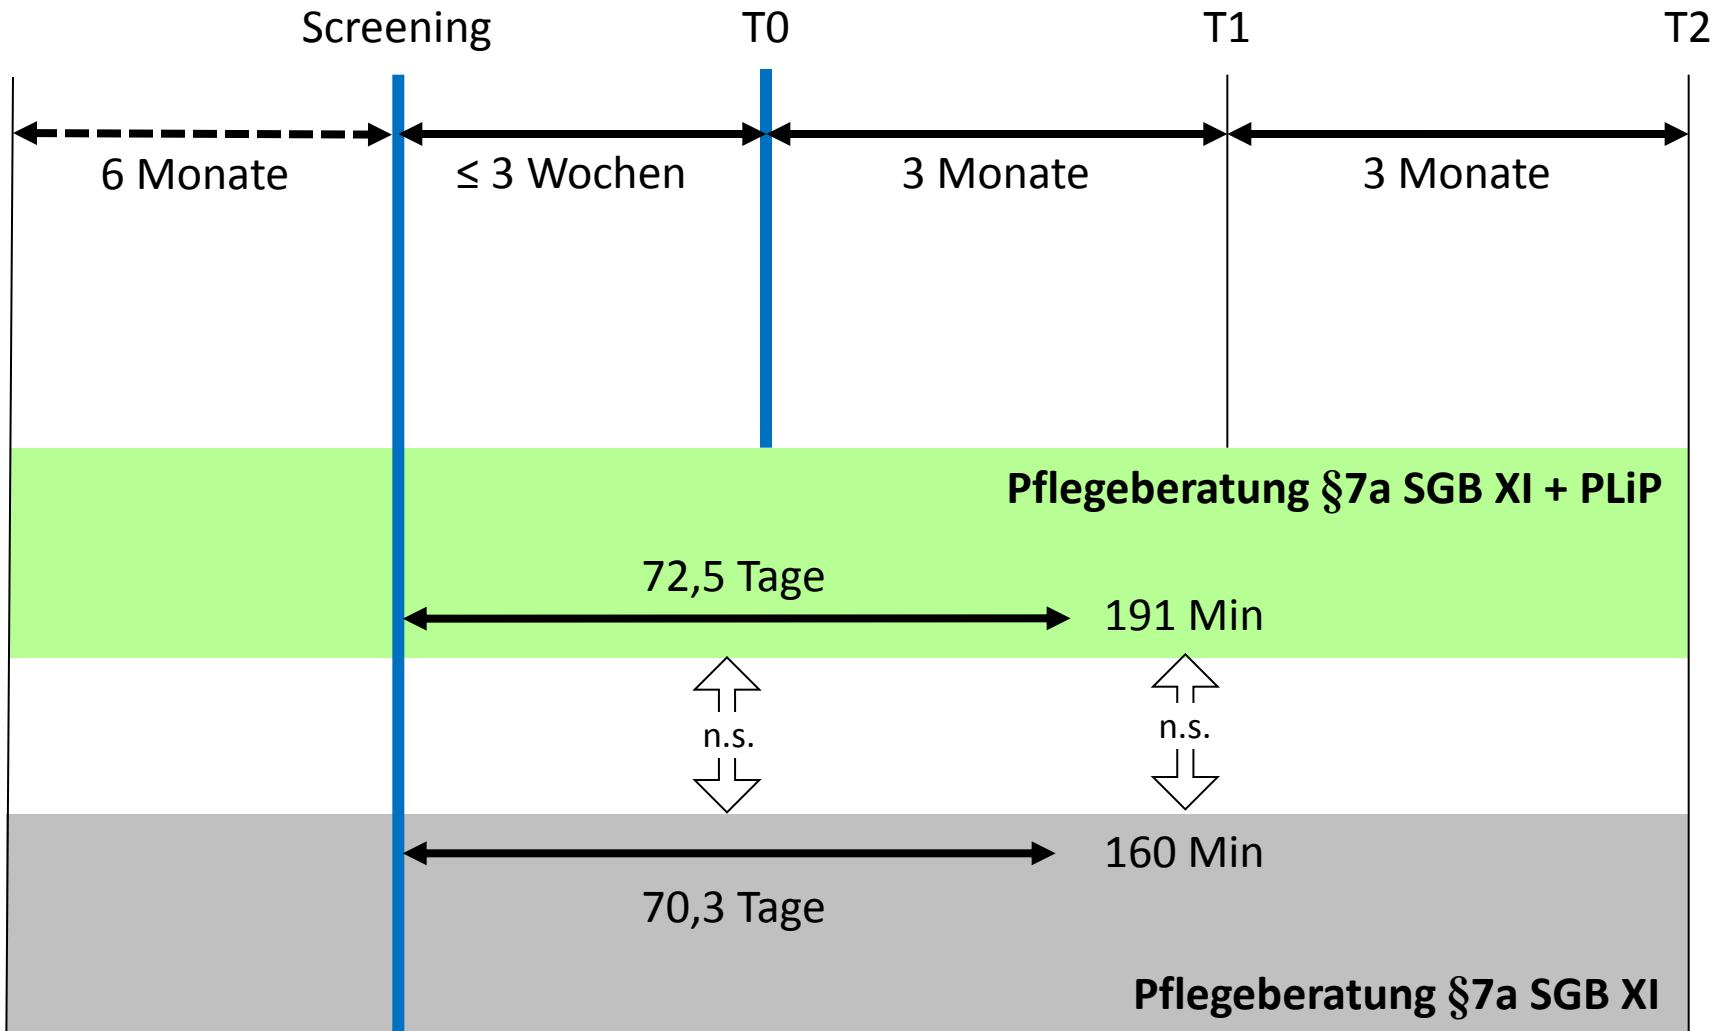 Screening T0 T1 T2
6 Monate ≤ 3 Wochen 3 Monate 3 Monate
Pflegeberatung §7a SGB XI + PLiP
72,5 Tage
191 Min
n.s. n.s.
160 Min
70,3 Tage
Pflegeberatung §7a SGB XI